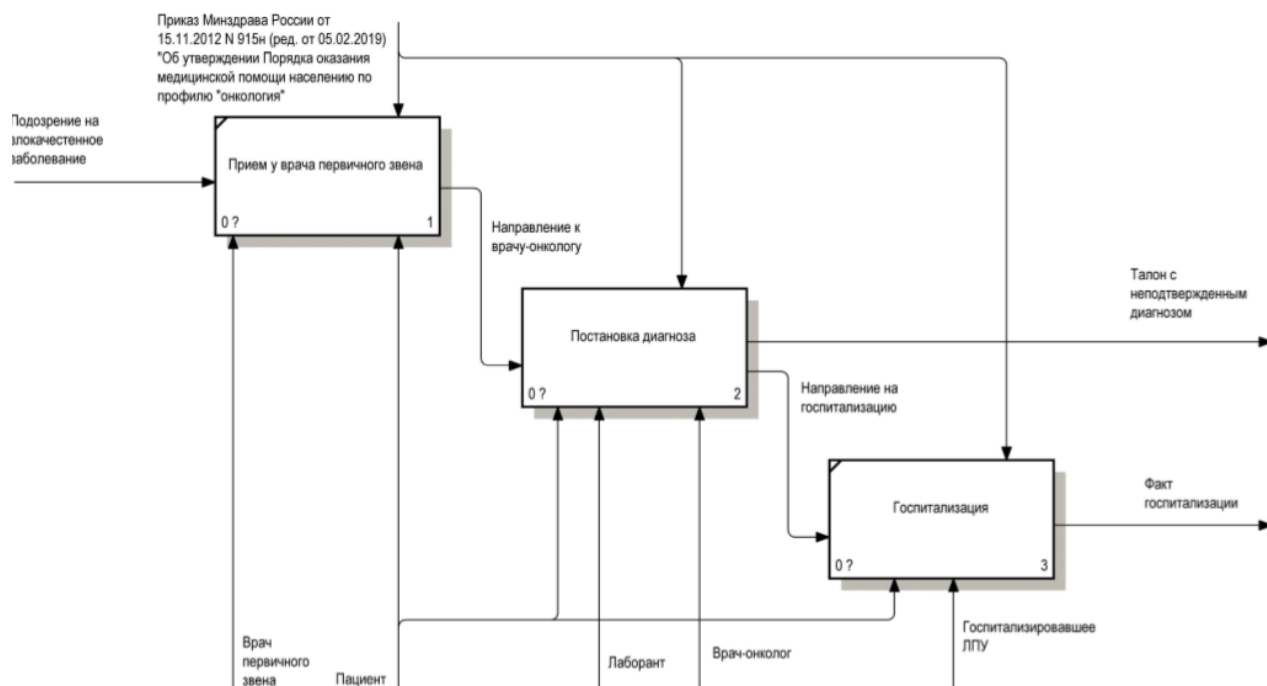 Приказ Минздрава России от
15.11.2012 N 915н (ред. от 05.02.2019)
"Об утверждении Порядка оказания
медицинской помощи населению по
профилю "онкология"
Подозрение на
злокачественное
заболевание
Прием у врача первичного звена
0 ?
1
Направление к
врачу-онкологу
Талон с
неподтвержденным
диагнозом
Постановка диагноза
0 ?
2
Направление на
госпитализацию
Факт
госпитализации
Госпитализация
0 ?
3
Врач
первичного
звена
Пациент
Лаборант
Врач-онколог
Госпитализировавшее
ЛПУ